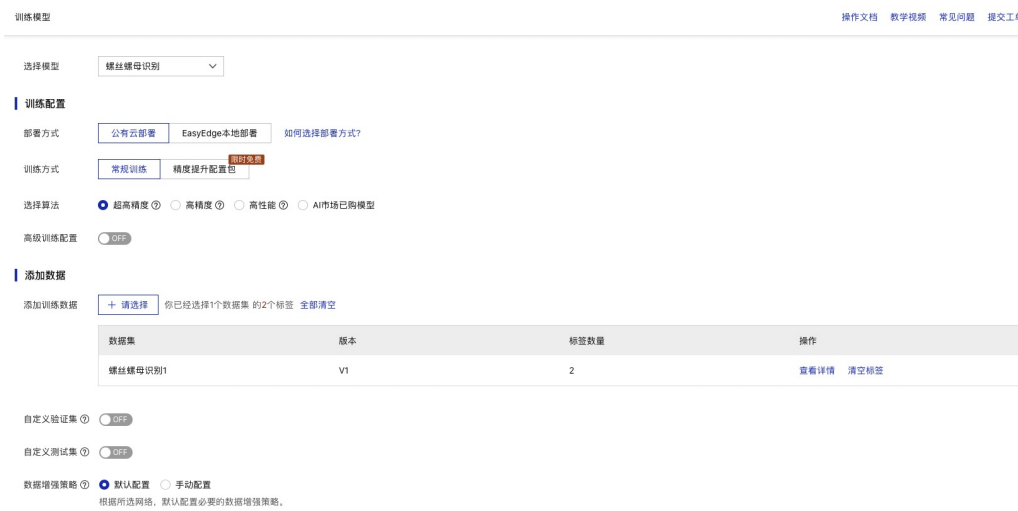 训练模型 操作文档 教学视频 常见问题 提交工单
选择模型 螺丝螺母识别
训练配置
部署方式 公有云部署 EasyEdge本地部署 如何选择部署方式?
限时免费
训练方式 常规训练 精度提升配置包
选择算法 超高精度 ? 高精度 ? 高性能 ? AI市场已购模型
高级训练配置 OFF
添加数据
添加训练数据 + 请选择 你已经选择1个数据集 的2个标签 全部清空
数据集 版本 标签数量 操作
螺丝螺母识别1 V1 2 查看详情 清空标签
自定义验证集 ? OFF
自定义测试集 ? OFF
数据增强策略 ? 默认配置 手动配置
根据所选网络，默认配置必要的数据增强策略。